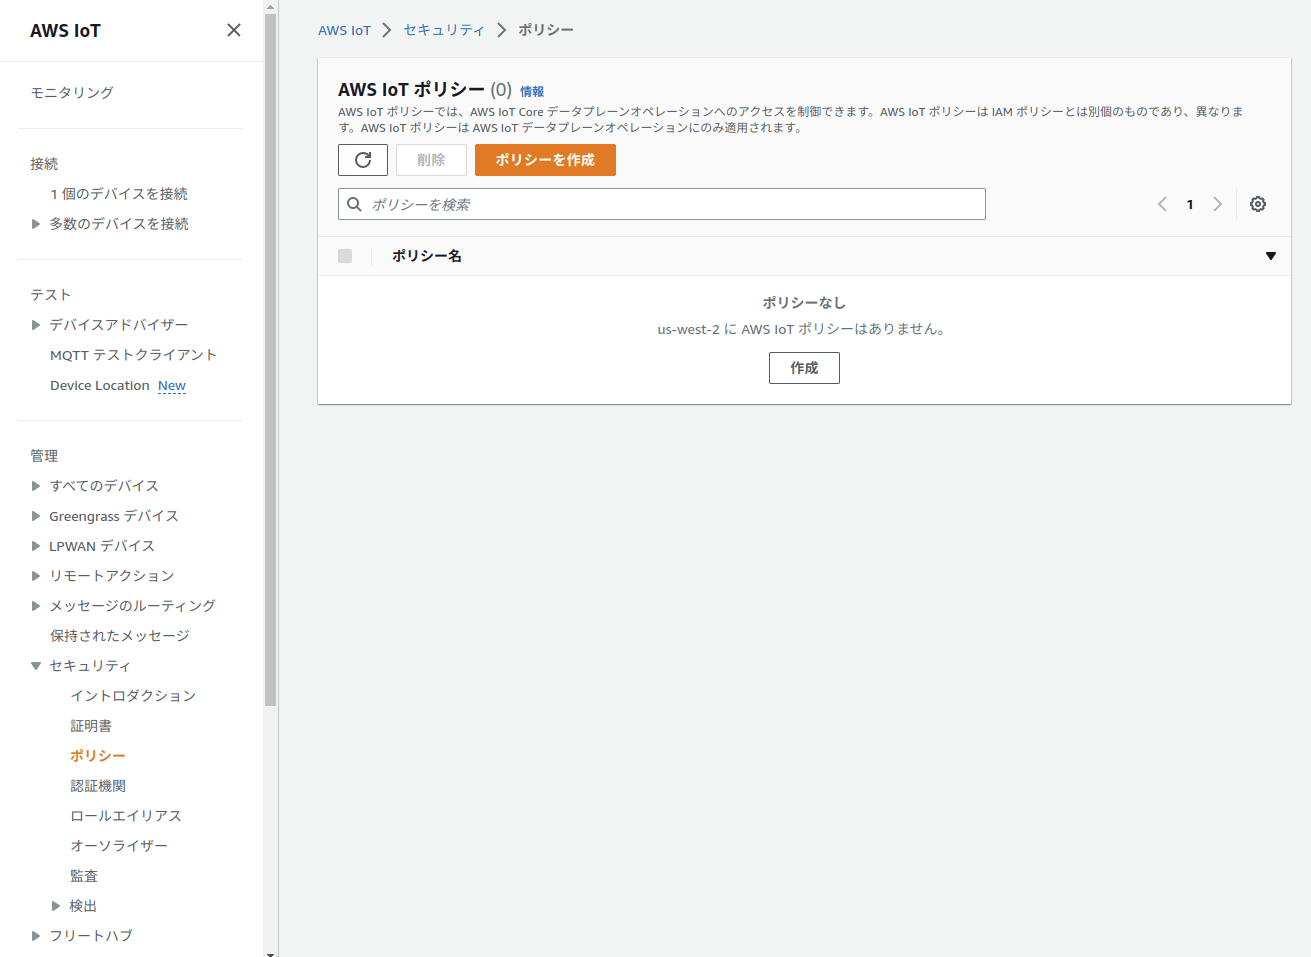 AWS IoT
モニタリング
接続
1 個のデバイスを接続
多数のデバイスを接続
テスト
デバイスアドバイザー
MQTT テストクライアント
Device Location New
管理
すべてのデバイス
Greengrass デバイス
LPWAN デバイス
リモートアクション
メッセージのルーティング
保持されたメッセージ
セキュリティ
イントロダクション
証明書
ポリシー
認証機関
ロールエイリアス
オーソライザー
監査
検出
フリートハブ
AWS IoT セキュリティ ポリシー
AWS IoT ポリシー (0) 情報
AWS IoT ポリシーでは、AWS IoT Core データプレーンオペレーションへのアクセスを制御できます。AWS IoT ポリシーは IAM ポリシーとは別個のものであり、異なりま
す。AWS IoT ポリシーは AWS IoT データプレーンオペレーションにのみ適用されます。
削除 ポリシーを作成
ポリシーを検索 1
ポリシー名
ポリシーなし
us-west-2 に AWS IoT ポリシーはありません。
作成